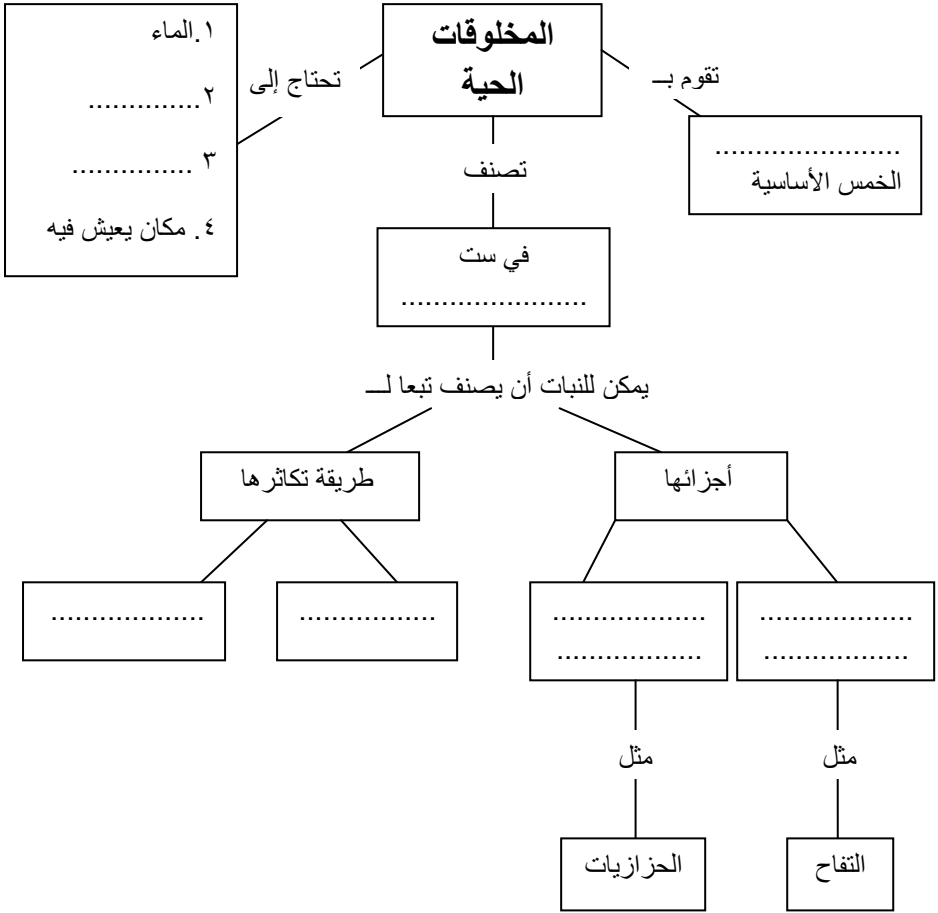 المخلوقات
الحية
تقوم بـ
.......................
الخمس الأساسية
تحتاج إلى
١.الماء
٢..............
٣ ...............
٤. مكان يعيش فيه
تصنف
في ست
.......................
يمكن للنبات أن يصنف تبعا لـــ
أجزائها
طريقة تكاثرها
...................
..................
...................
..................
.................
...................
مثل
مثل
التفاح
الحزازيات